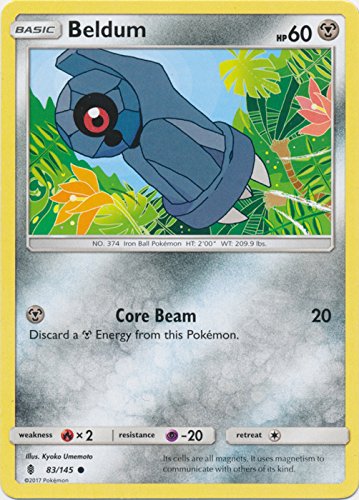 BASIC Beldum HP 60
NO. 374 Iron Ball Pokémon HT: 2'00" WT: 209.9 lbs.
Core Beam 20
Discard a Energy from this Pokémon.
weakness ×2 resistance -20 retreat
Illus. Kyoko Umemoto
83/145
©2017 Pokémon
Its cells are all magnets. It uses magnetism to
communicate with others of its kind.